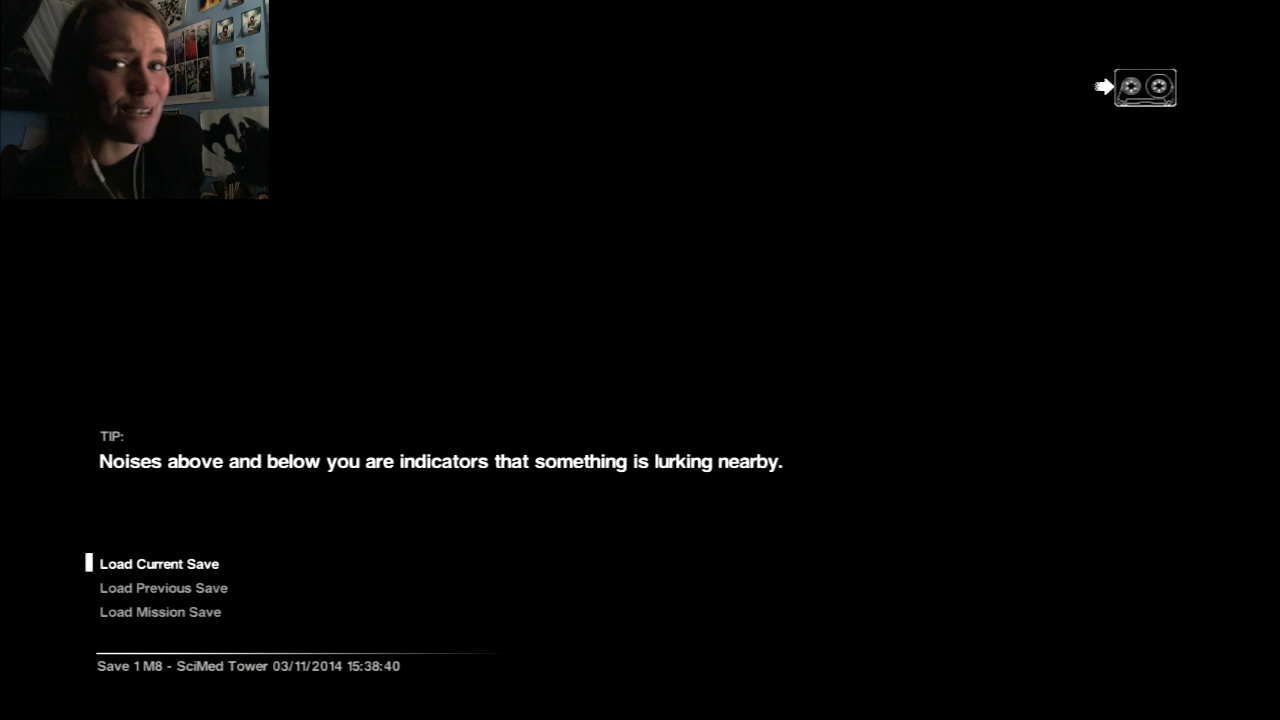 TIP:
Noises above and below you are indicators that something is lurking nearby.
Load Current Save
Load Previous Save
Load Mission Save
Save 1 M8 - SciMed Tower 03/11/2014 15:38:40